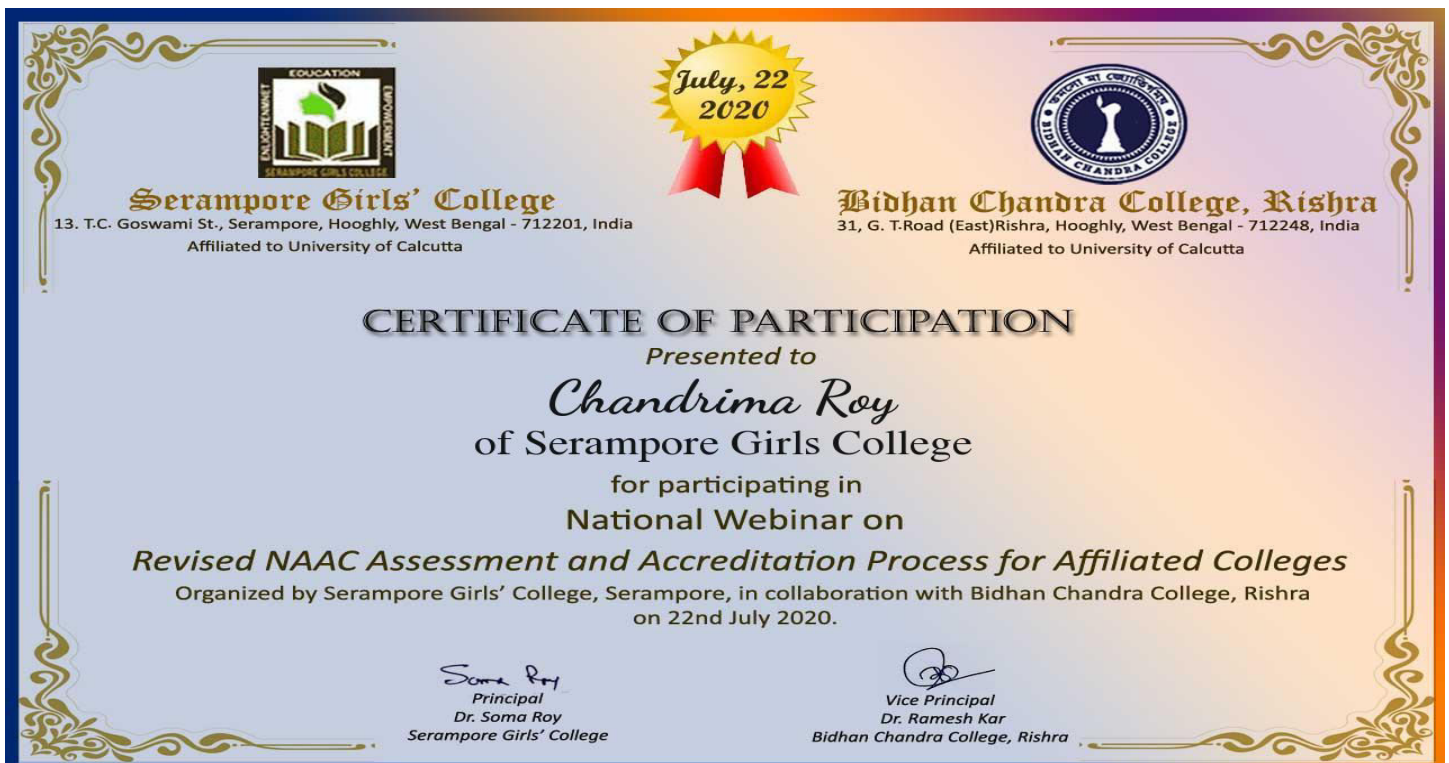 EDUCATION
ENLIGHTENMNET
EMPOWERMENT
SERAMPORE GIRLS COLLEGE
Serampore Girls' College
13. T.C. Goswami St., Serampore, Hooghly, West Bengal - 712201, India
Affiliated to University of Calcutta
July, 22
2020
তমসো মা জ্যোতির্গময়
BIDHAN CHANDRA COLLEGE
Bidhan Chandra College, Rishra
31, G. T.Road (East)Rishra, Hooghly, West Bengal - 712248, India
Affiliated to University of Calcutta
CERTIFICATE OF PARTICIPATION
Presented to
Chandrima Roy
of Serampore Girls College
for participating in
National Webinar on
Revised NAAC Assessment and Accreditation Process for Affiliated Colleges
Organized by Serampore Girls' College, Serampore, in collaboration with Bidhan Chandra College, Rishra
on 22nd July 2020.
Soma Roy
Principal
Dr. Soma Roy
Serampore Girls' College
Vice Principal
Dr. Ramesh Kar
Bidhan Chandra College, Rishra